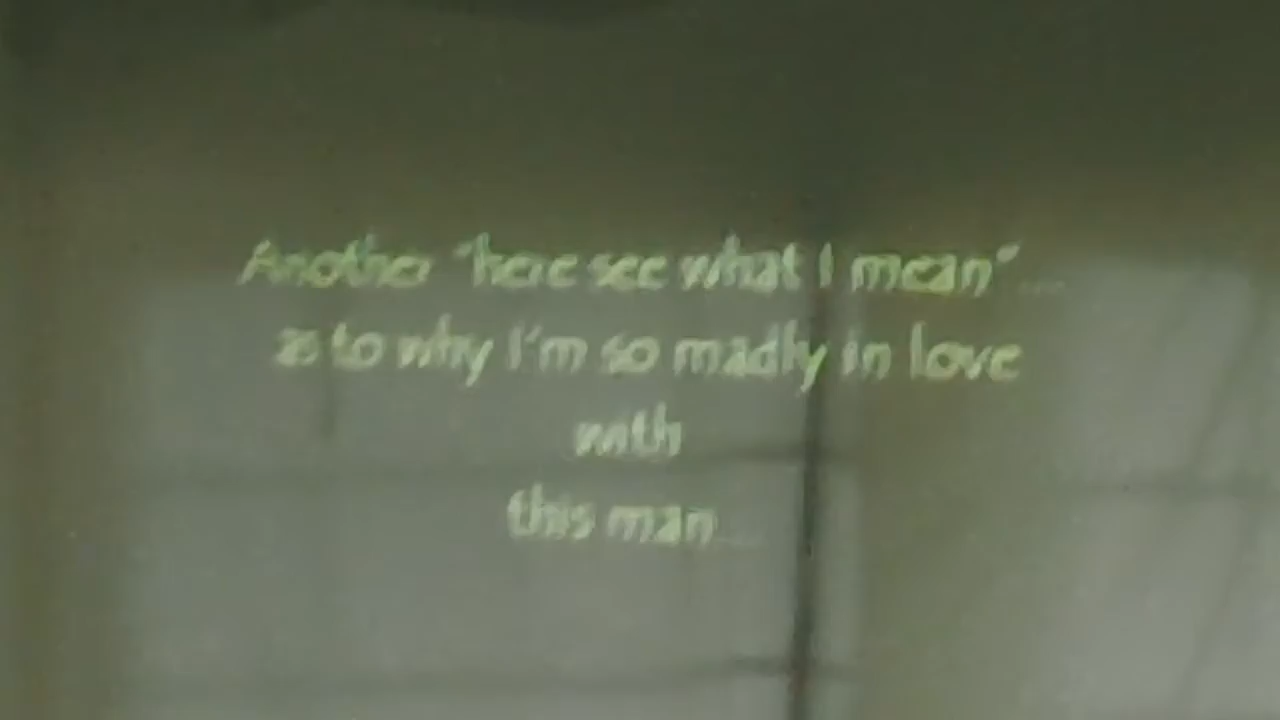 Another "here see what I mean"....
as to why I'm so madly in love
with
this man....